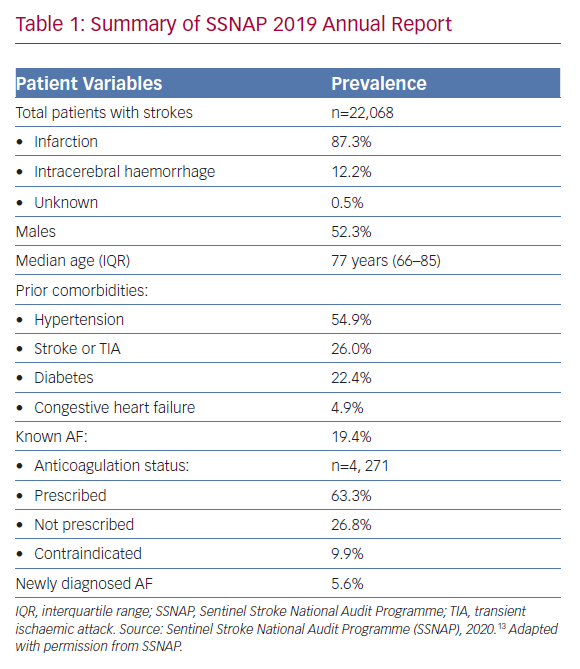 Table 1: Summary of SSNAP 2019 Annual Report
Patient Variables Prevalence
Total patients with strokes n=22,068
• Infarction 87.3%
• Intracerebral haemorrhage 12.2%
• Unknown 0.5%
Males 52.3%
Median age (IQR) 77 years (66–85)
Prior comorbidities:
• Hypertension 54.9%
• Stroke or TIA 26.0%
• Diabetes 22.4%
• Congestive heart failure 4.9%
Known AF: 19.4%
• Anticoagulation status: n=4, 271
• Prescribed 63.3%
• Not prescribed 26.8%
• Contraindicated 9.9%
Newly diagnosed AF 5.6%
IQR, interquartile range; SSNAP, Sentinel Stroke National Audit Programme; TIA, transient
ischaemic attack. Source: Sentinel Stroke National Audit Programme (SSNAP), 2020.¹³ Adapted
with permission from SSNAP.